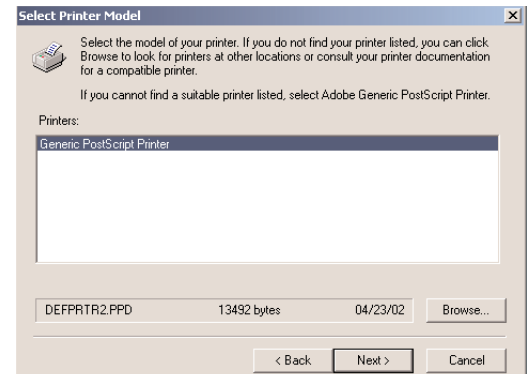 Select Printer Model
Select the model of your printer. If you do not find your printer listed, you can click
Browse to look for printers at other locations or consult your printer documentation
for a compatible printer.
If you cannot find a suitable printer listed, select Adobe Generic PostScript Printer.
Printers:
Generic PostScript Printer
DEFPRTR2.PPD 13492 bytes 04/23/02 Browse...
< Back Next > Cancel